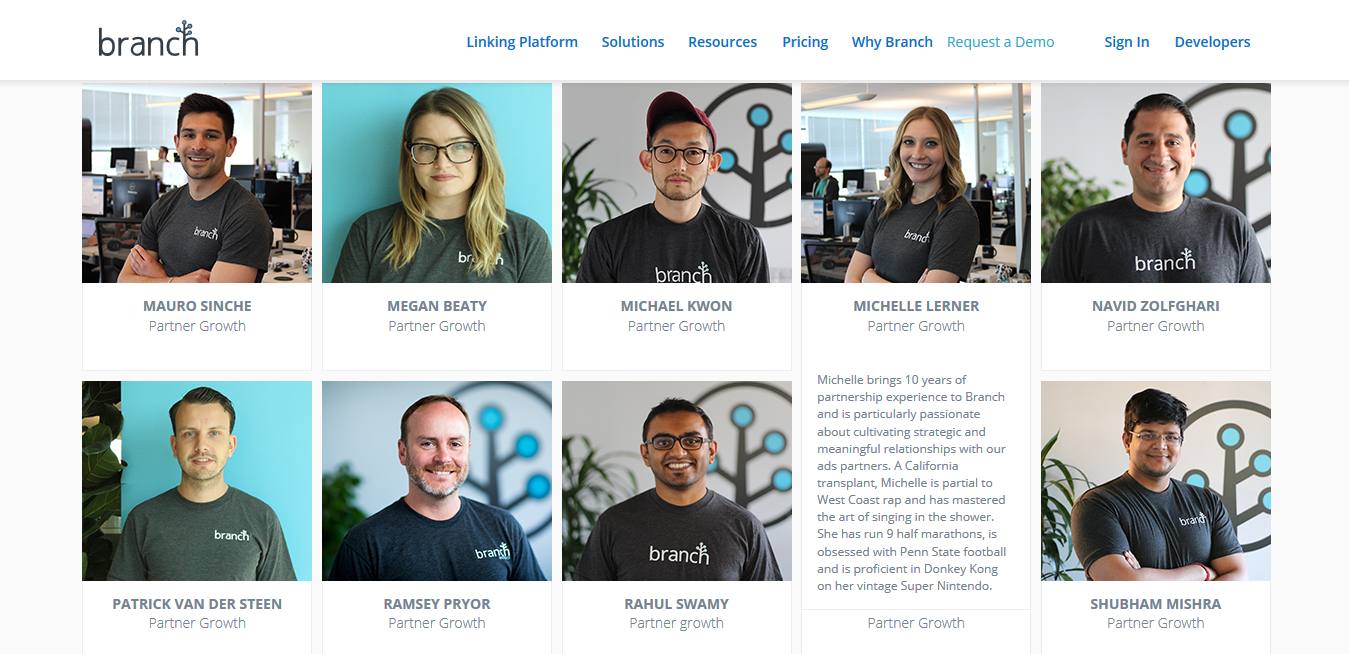 branch
Linking Platform
Solutions
Resources
Pricing
Why Branch
Request a Demo
Sign In
Developers
branch
branch
branch
branch
branch
MAURO SINCHE
Partner Growth
MEGAN BEATY
Partner Growth
MICHAEL KWON
Partner Growth
MICHELLE LERNER
Partner Growth
NAVID ZOLFGHARI
Partner Growth
Michelle brings 10 years of
partnership experience to Branch
and is particularly passionate
about cultivating strategic and
meaningful relationships with our
ads partners. A California
transplant, Michelle is partial to
West Coast rap and has mastered
the art of singing in the shower.
She has run 9 half marathons, is
obsessed with Penn State football
and is proficient in Donkey Kong
on her vintage Super Nintendo.
branch
branch
branch
branch
PATRICK VAN DER STEEN
Partner Growth
RAMSEY PRYOR
Partner Growth
RAHUL SWAMY
Partner growth
Partner Growth
SHUBHAM MISHRA
Partner Growth